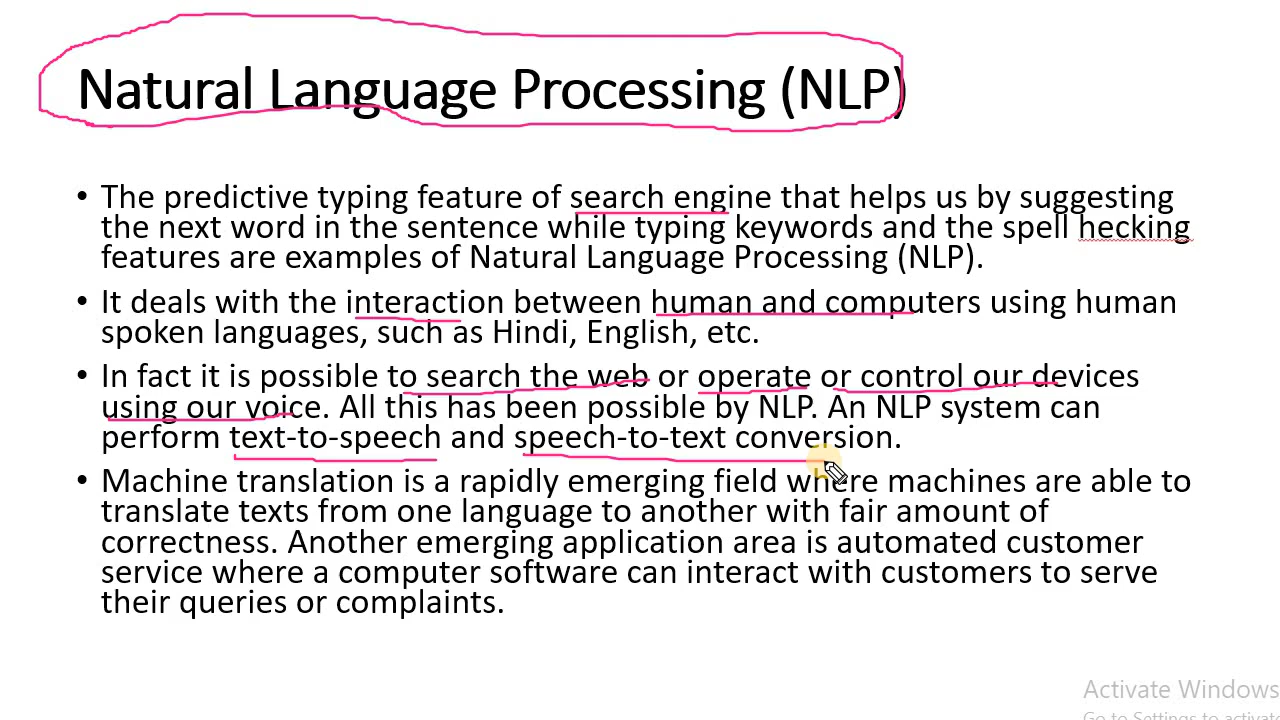 Natural Language Processing (NLP)
• The predictive typing feature of search engine that helps us by suggesting
the next word in the sentence while typing keywords and the spell hecking
features are examples of Natural Language Processing (NLP).
• It deals with the interaction between human and computers using human
spoken languages, such as Hindi, English, etc.
• In fact it is possible to search the web or operate or control our devices
using our voice. All this has been possible by NLP. An NLP system can
perform text-to-speech and speech-to-text conversion.
• Machine translation is a rapidly emerging field where machines are able to
translate texts from one language to another with fair amount of
correctness. Another emerging application area is automated customer
service where a computer software can interact with customers to serve
their queries or complaints.
Activate Windows
Go to Settings to activate